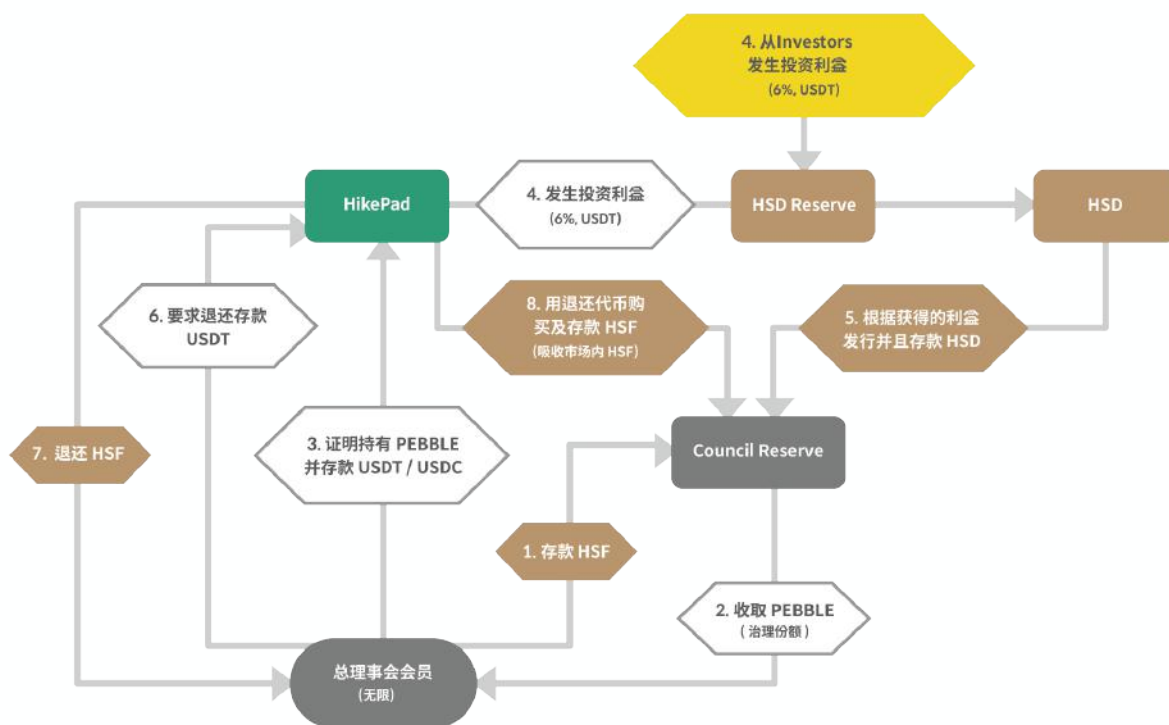 4. 从Investors
发生投资利益
(6%, USDT)
HikePad
4. 发生投资利益
(6%, USDT)
HSD Reserve
HSD
6. 要求退还存款
USDT
8. 用退还代币购
买及存款 HSF
(吸收市场内 HSF)
5. 根据获得的利益
发行并且存款 HSD
7. 退还 HSF
3. 证明持有 PEBBLE
并存款 USDT / USDC
Council Reserve
1. 存款 HSF
2. 收取 PEBBLE
( 治理份额 )
总理事会会员
(无限)